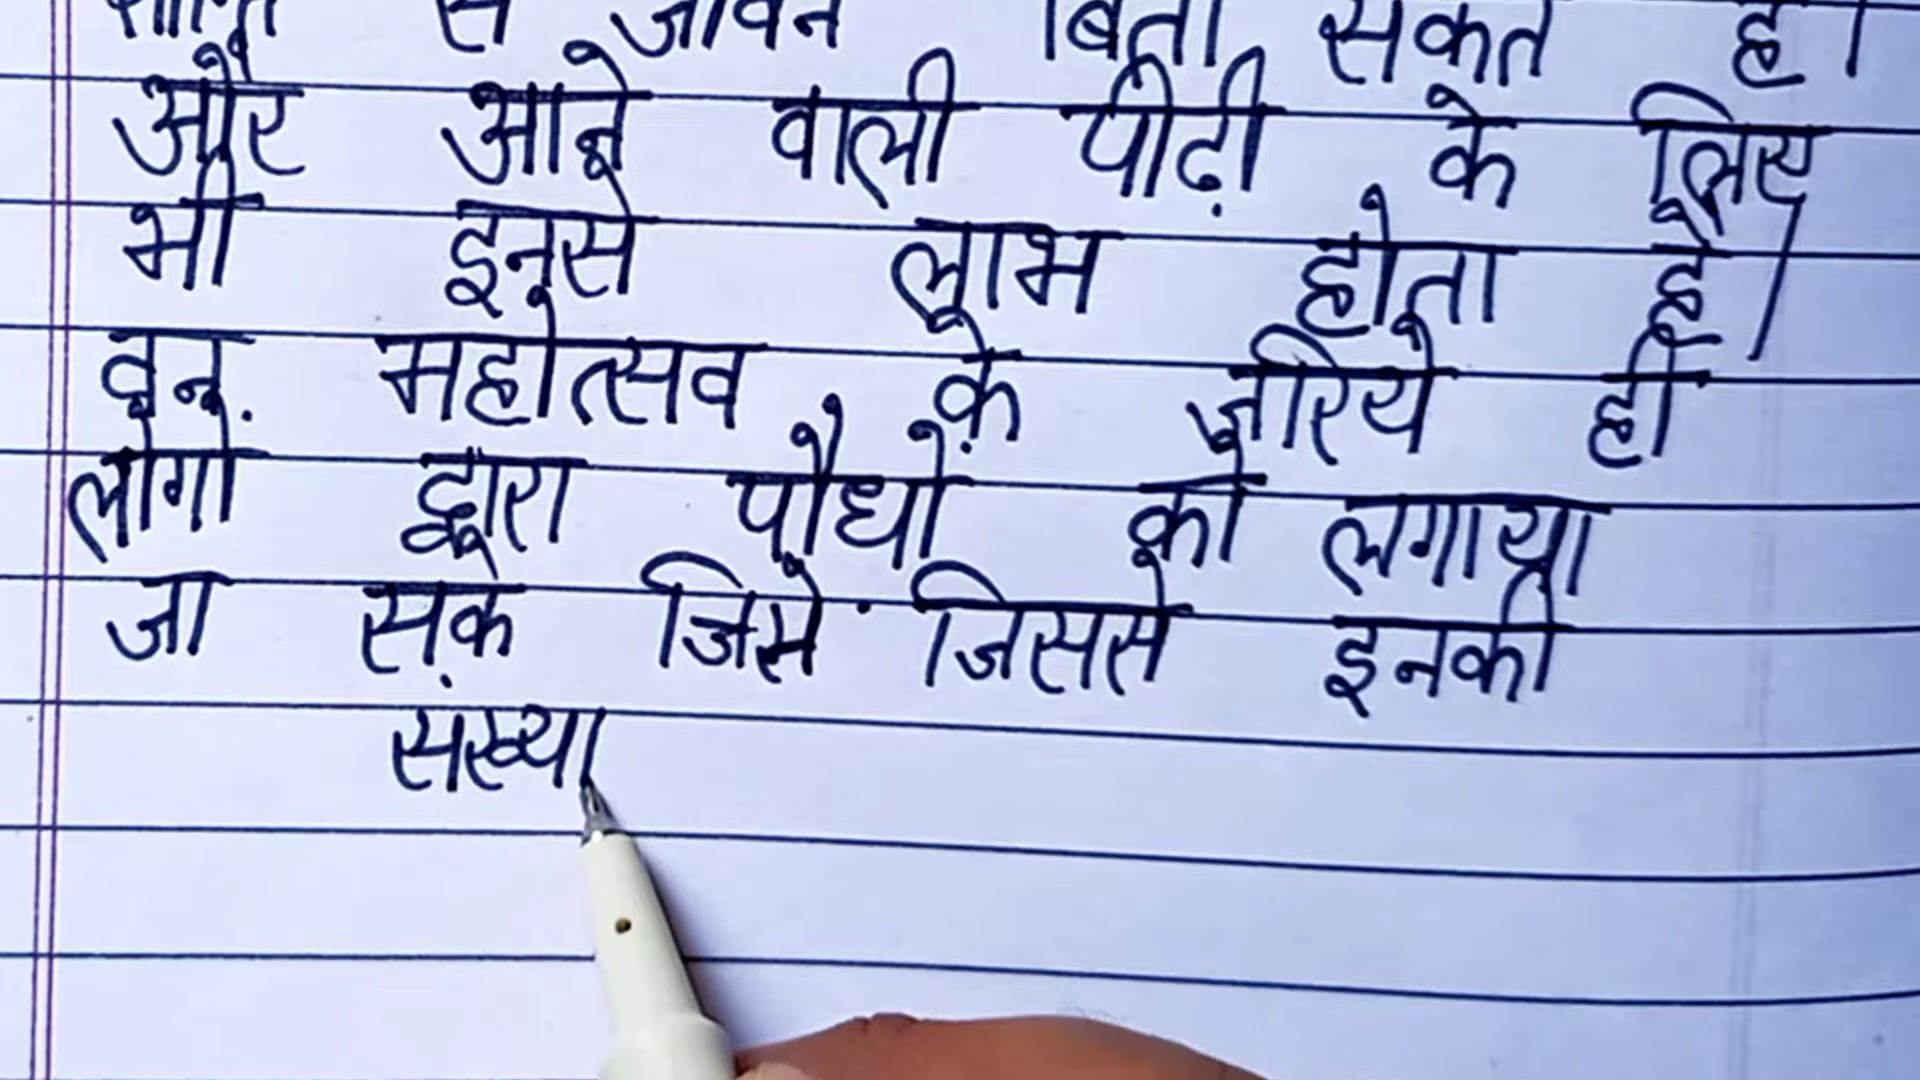 से जीवन बिता सकते है।
और आने वाली पीढ़ी के लिए
भी इनसे लाभ होता है।
वन महोत्सव के जरिये ही
लोगों द्वारा पौधों को लगाया
जा सके जिसे जिससे इनकी
संख्या